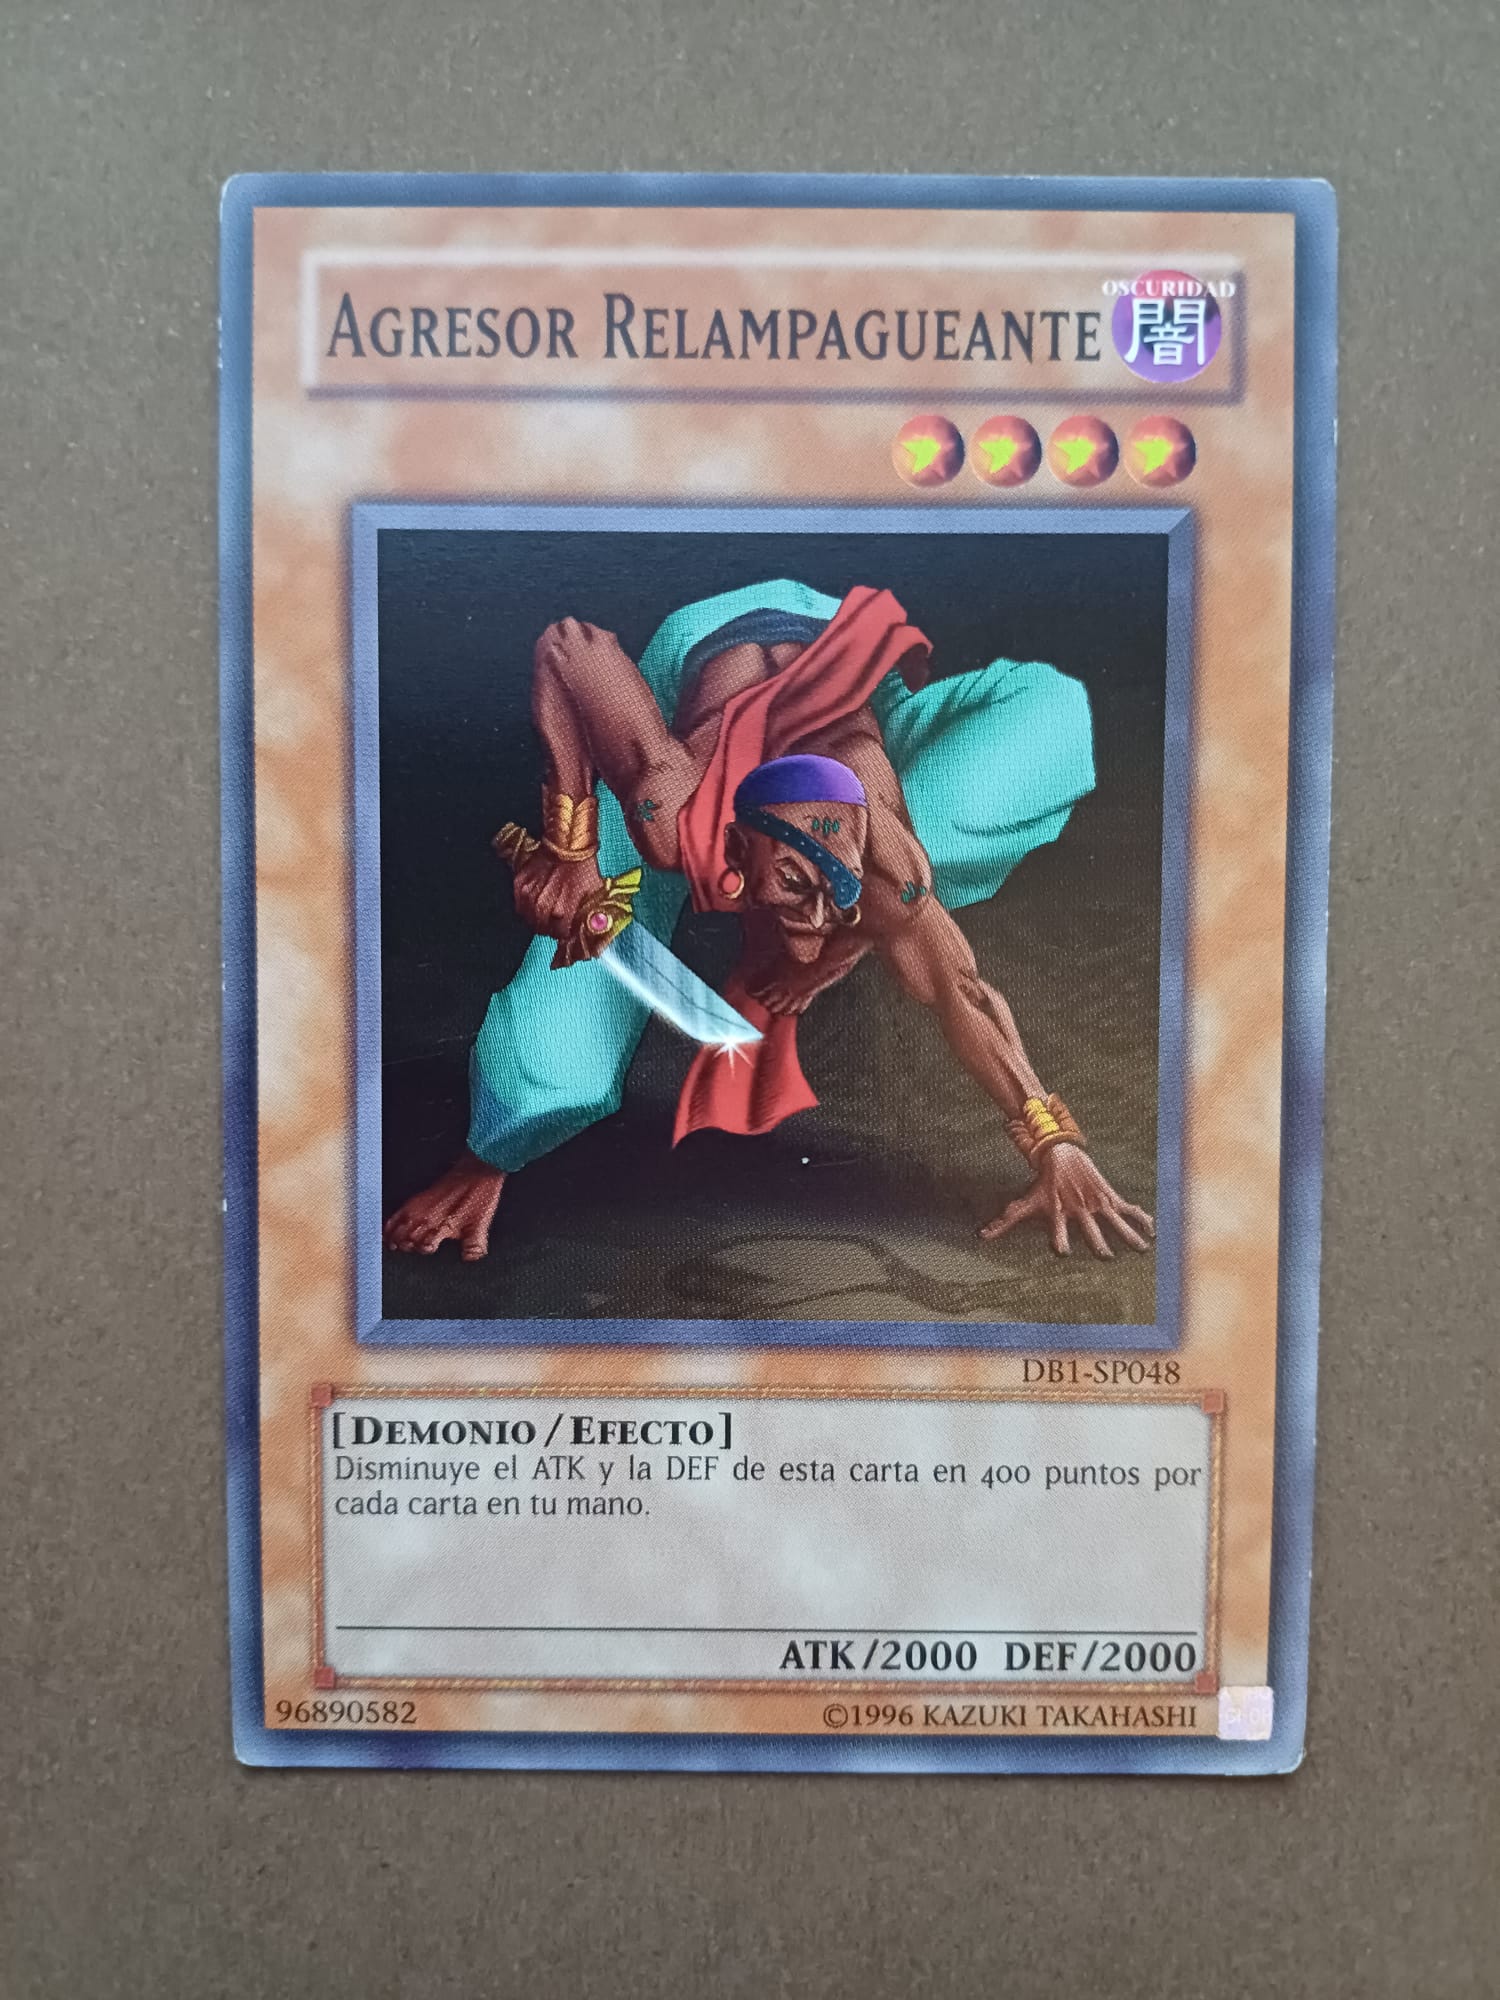 AGRESOR RELAMPAGUEANTE
OSCURIDAD
闇
DB1-SP048
[DEMONIO/EFECTO]
Disminuye el ATK y la DEF de esta carta en 400 puntos por
cada carta en tu mano.
ATK/2000 DEF/2000
96890582
©1996 KAZUKI TAKAHASHI